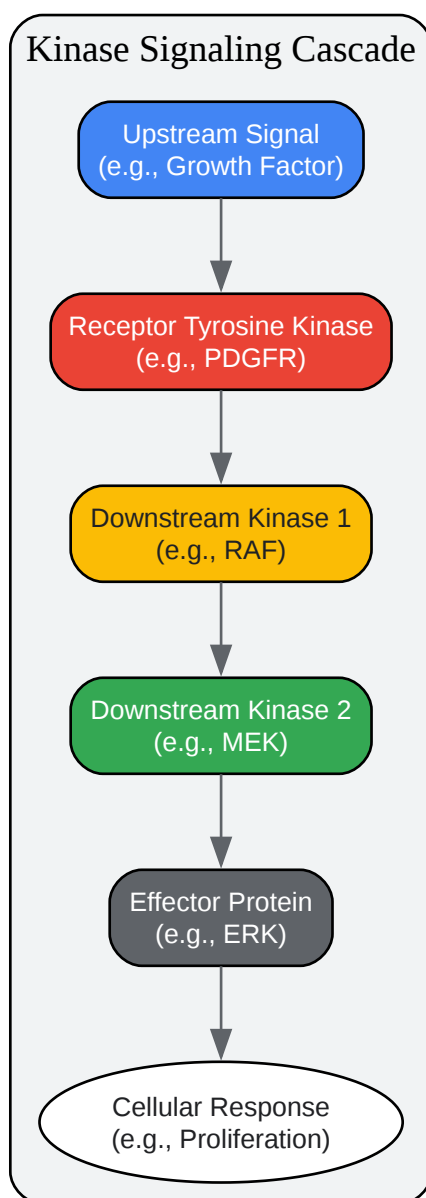 Kinase Signaling Cascade
Upstream Signal
(e.g., Growth Factor)
Receptor Tyrosine Kinase
(e.g., PDGFR)
Downstream Kinase 1
(e.g., RAF)
Downstream Kinase 2
(e.g., MEK)
Effector Protein
(e.g., ERK)
Cellular Response
(e.g., Proliferation)